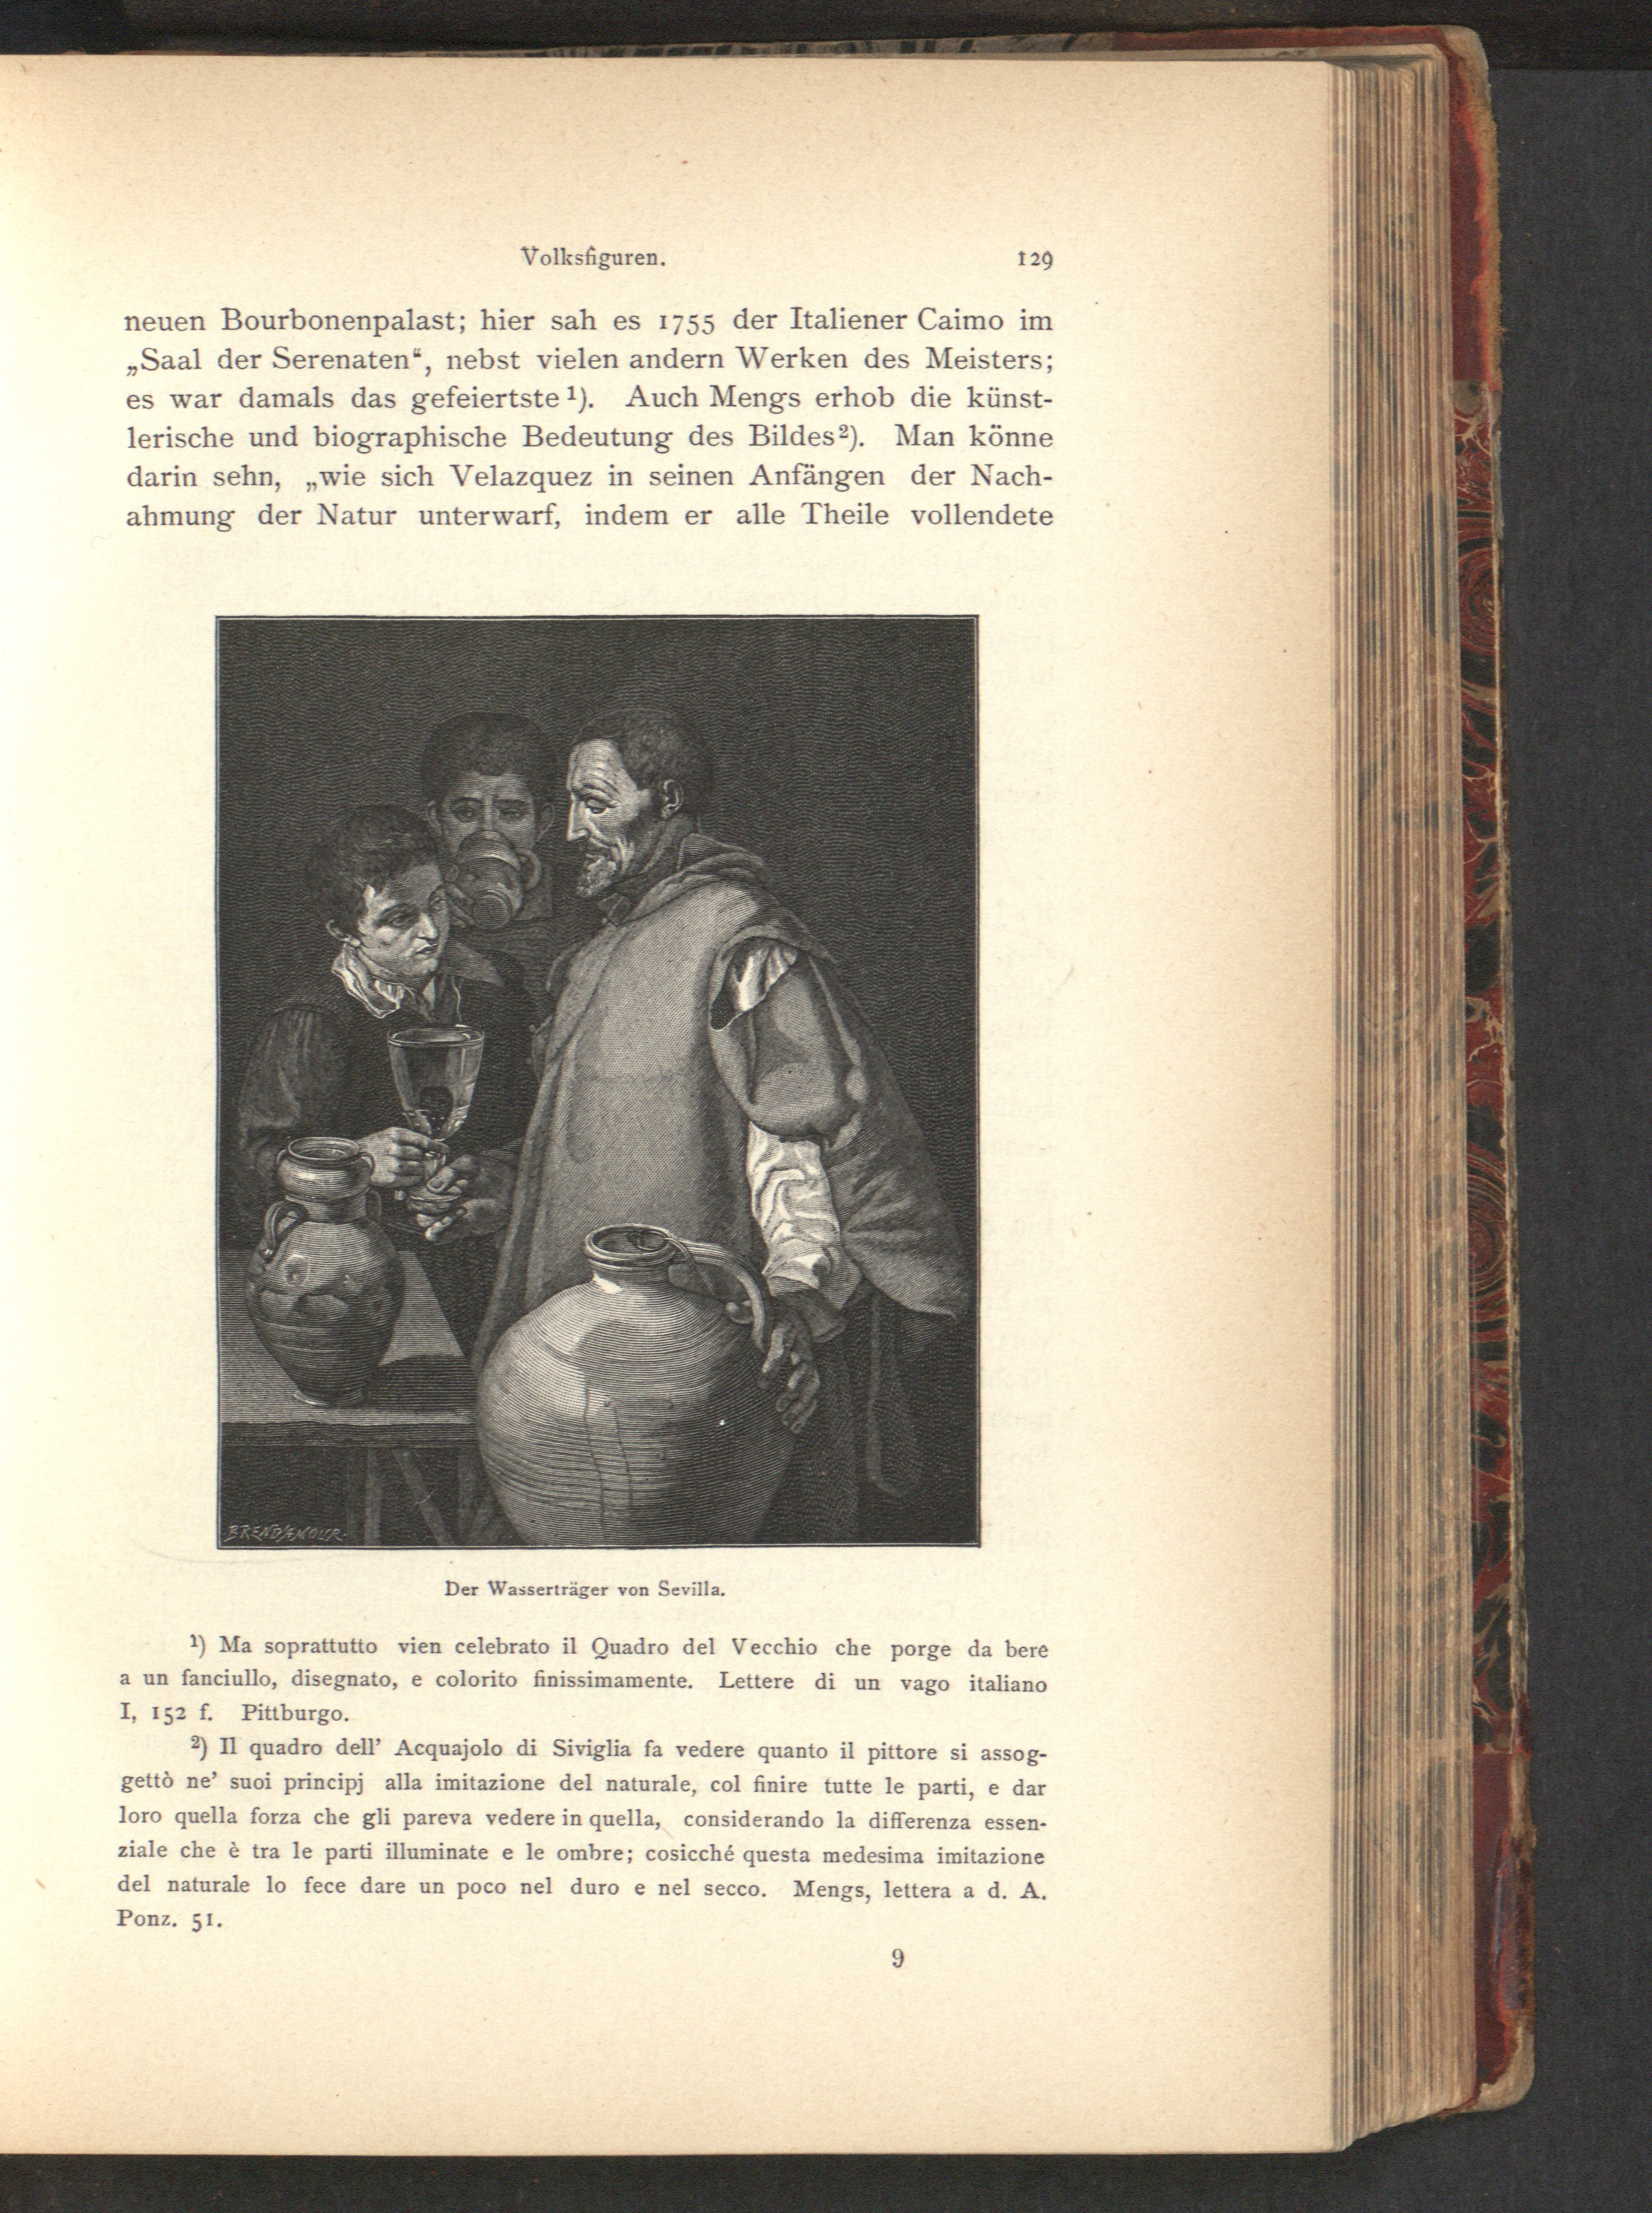 Volksfiguren. 129
neuen Bourbonenpalast; hier sah es 1755 der Italiener Caimo im
„Saal der Serenaten“, nebst vielen andern Werken des Meisters;
es war damals das gefeiertste ¹). Auch Mengs erhob die künst-
lerische und biographische Bedeutung des Bildes ²). Man könne
darin sehn, „wie sich Velazquez in seinen Anfängen der Nach-
ahmung der Natur unterwarf, indem er alle Theile vollendete
BRENDAMOUR.
Der Wasserträger von Sevilla.
¹) Ma soprattutto vien celebrato il Quadro del Vecchio che porge da bere
a un fanciullo, disegnato, e colorito finissimamente. Lettere di un vago italiano
I, 152 f. Pittburgo.
²) Il quadro dell’ Acquajolo di Siviglia fa vedere quanto il pittore si assog-
gettò ne’ suoi principj alla imitazione del naturale, col finire tutte le parti, e dar
loro quella forza che gli pareva vedere in quella, considerando la differenza essen-
ziale che è tra le parti illuminate e le ombre; cosicché questa medesima imitazione
del naturale lo fece dare un poco nel duro e nel secco. Mengs, lettera a d. A.
Ponz. 51.
9